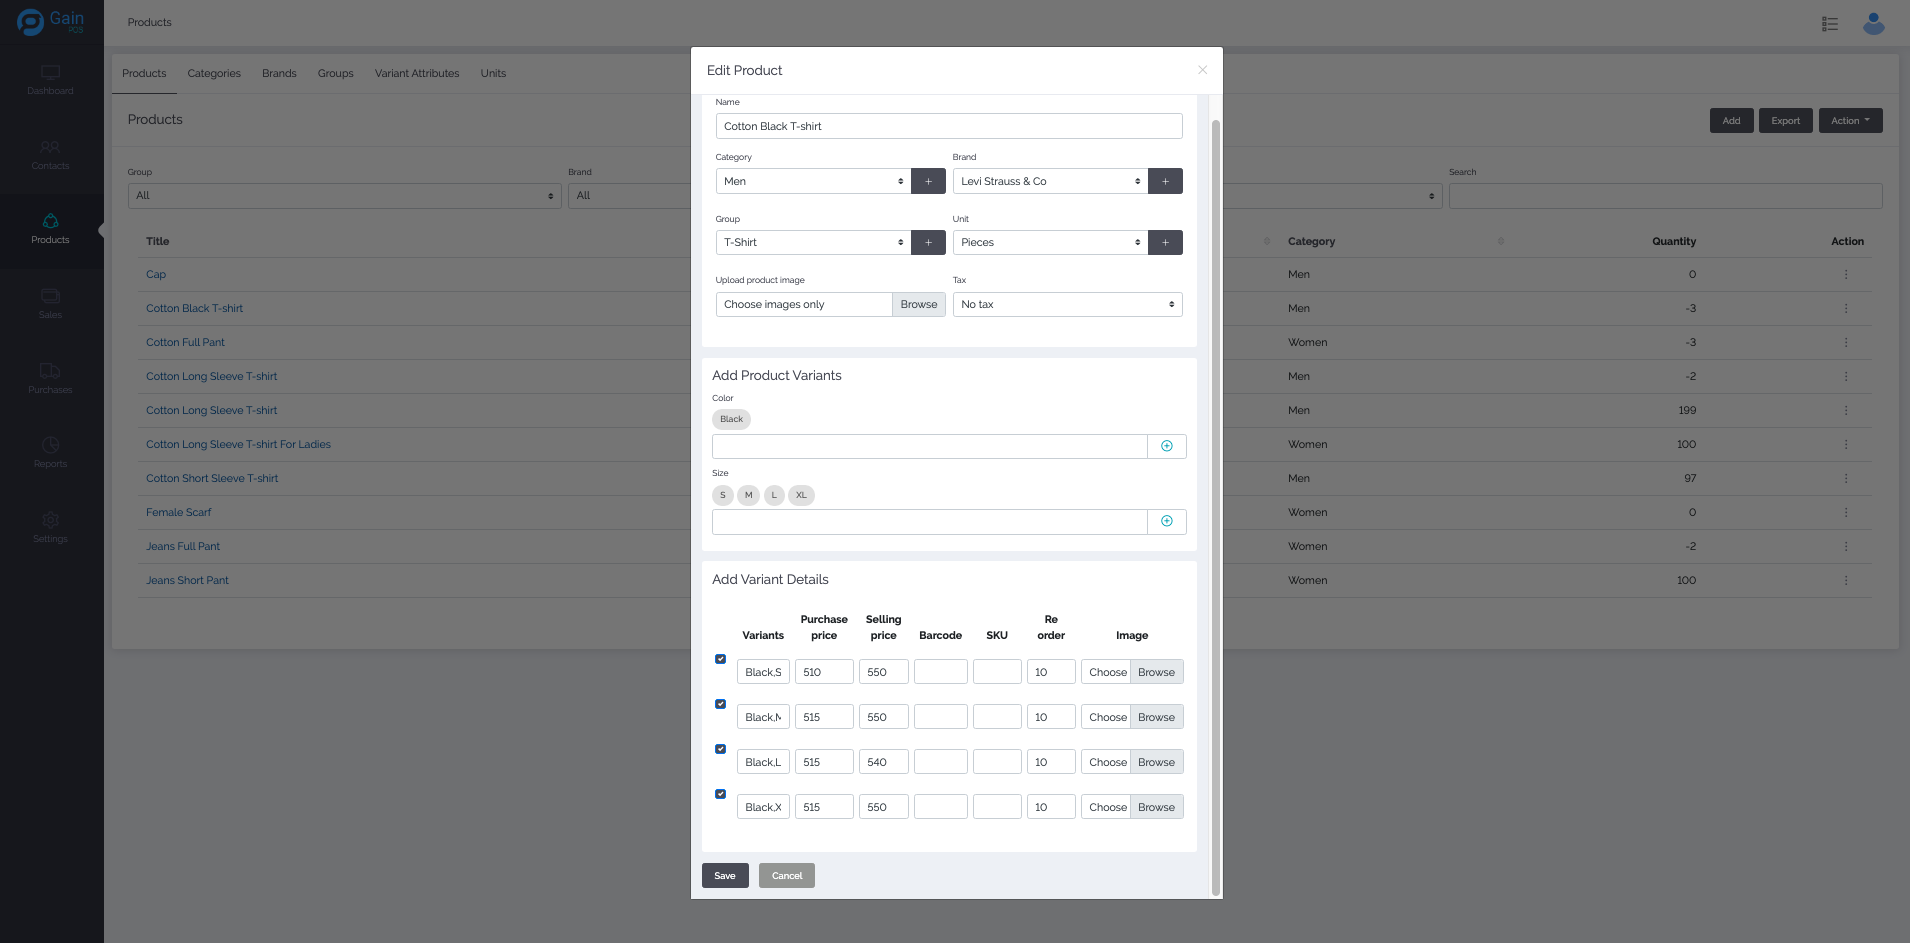 Gain
POS
Products
Dashboard
Contacts
Products
Sales
Purchases
Reports
Settings
Products Categories Brands Groups Variant Attributes Units
Products
Add Export Action
Group
All
Brand
All
Search
Title Category Quantity Action
Cap Men 0
Cotton Black T-shirt Men -3
Cotton Full Pant Women -3
Cotton Long Sleeve T-shirt Men -2
Cotton Long Sleeve T-shirt Men 199
Cotton Long Sleeve T-shirt For Ladies Women 100
Cotton Short Sleeve T-shirt Men 97
Female Scarf Women 0
Jeans Full Pant Women -2
Jeans Short Pant Women 100
Edit Product
Name
Cotton Black T-shirt
Category Brand
Men + Levi Strauss & Co +
Group Unit
T-Shirt + Pieces +
Upload product image Tax
Choose images only Browse No tax
Add Product Variants
Color
Black
Size
S M L XL
Add Variant Details
Variants Purchase price Selling price Barcode SKU Re order Image
Black,S 510 550 10 Choose Browse
Black,M 515 550 10 Choose Browse
Black,L 515 540 10 Choose Browse
Black,X 515 550 10 Choose Browse
Save Cancel